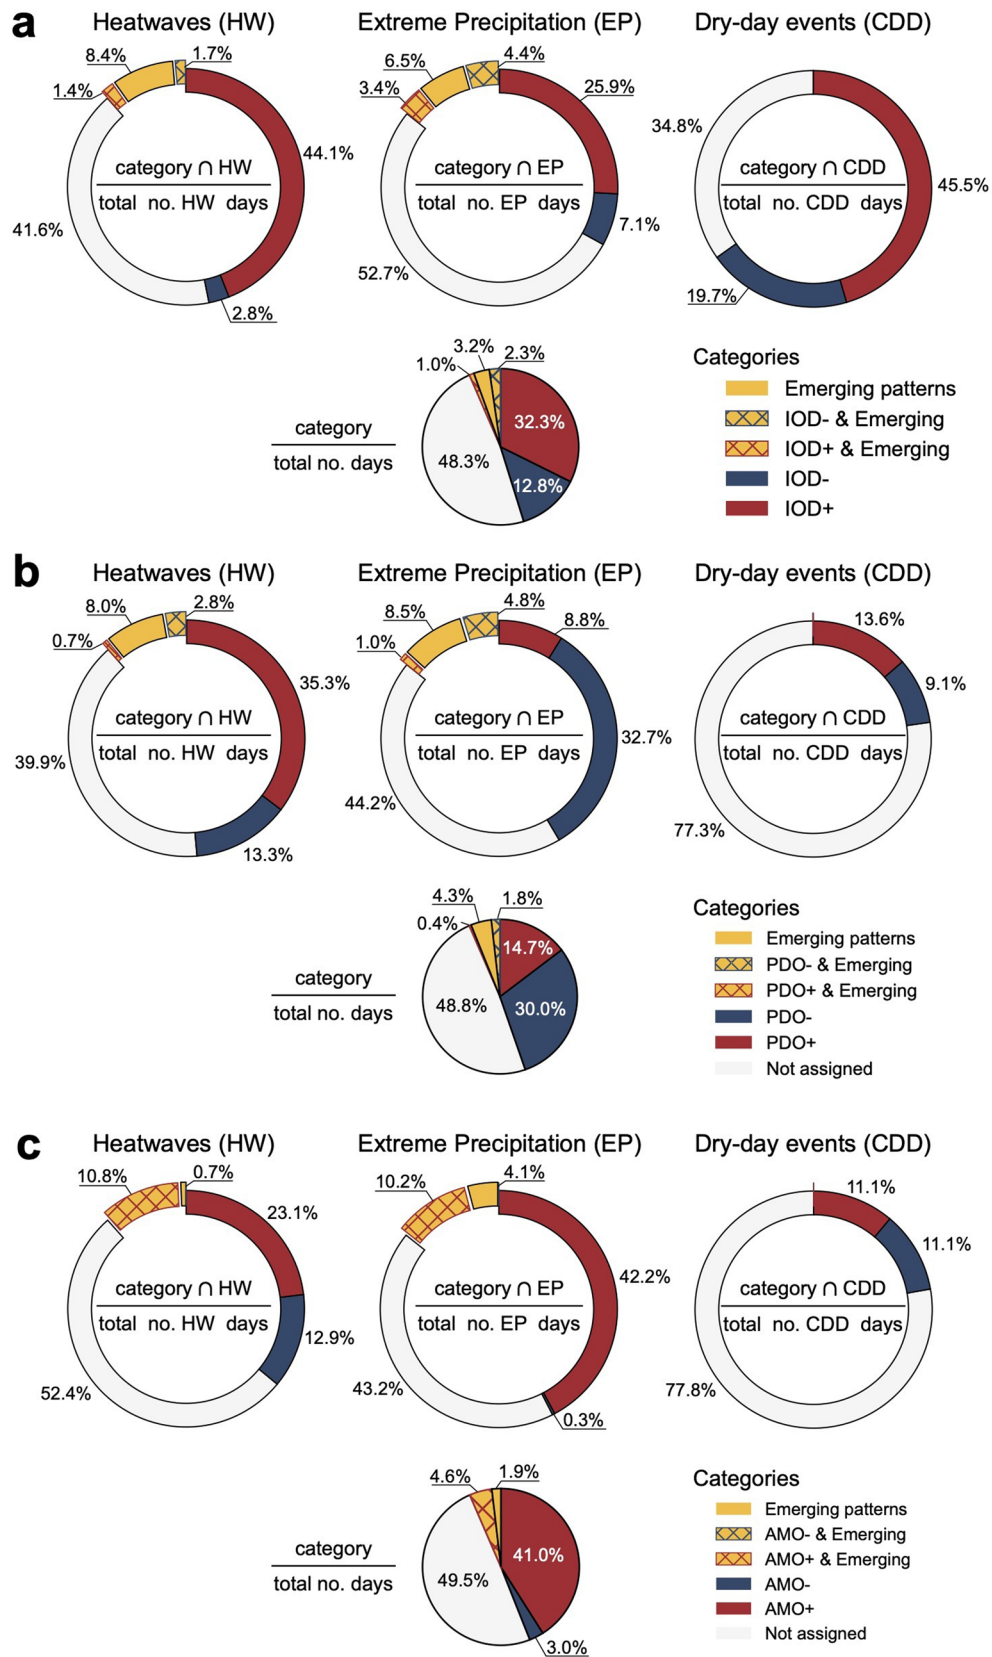 a
Heatwaves (HW)
Extreme Precipitation (EP)
Dry-day events (CDD)
8.4%
1.7%
1.4%
44.1%
category ∩ HW
total no. HW days
41.6%
2.8%
6.5%
4.4%
3.4%
25.9%
category ∩ EP
total no. EP days
7.1%
52.7%
34.8%
category ∩ CDD
total no. CDD days
45.5%
19.7%
category
total no. days
3.2%
2.3%
1.0%
32.3%
48.3%
12.8%
Categories
Emerging patterns
IOD- & Emerging
IOD+ & Emerging
IOD-
IOD+
b
Heatwaves (HW)
Extreme Precipitation (EP)
Dry-day events (CDD)
8.0%
2.8%
0.7%
35.3%
category ∩ HW
total no. HW days
39.9%
13.3%
8.5%
4.8%
1.0%
8.8%
category ∩ EP
total no. EP days
32.7%
44.2%
13.6%
9.1%
category ∩ CDD
total no. CDD days
77.3%
category
total no. days
4.3%
1.8%
0.4%
14.7%
48.8%
30.0%
Categories
Emerging patterns
PDO- & Emerging
PDO+ & Emerging
PDO-
PDO+
Not assigned
c
Heatwaves (HW)
Extreme Precipitation (EP)
Dry-day events (CDD)
10.8%
0.7%
23.1%
category ∩ HW
total no. HW days
12.9%
52.4%
10.2%
4.1%
42.2%
category ∩ EP
total no. EP days
43.2%
0.3%
11.1%
11.1%
category ∩ CDD
total no. CDD days
77.8%
category
total no. days
4.6%
1.9%
41.0%
49.5%
3.0%
Categories
Emerging patterns
AMO- & Emerging
AMO+ & Emerging
AMO-
AMO+
Not assigned